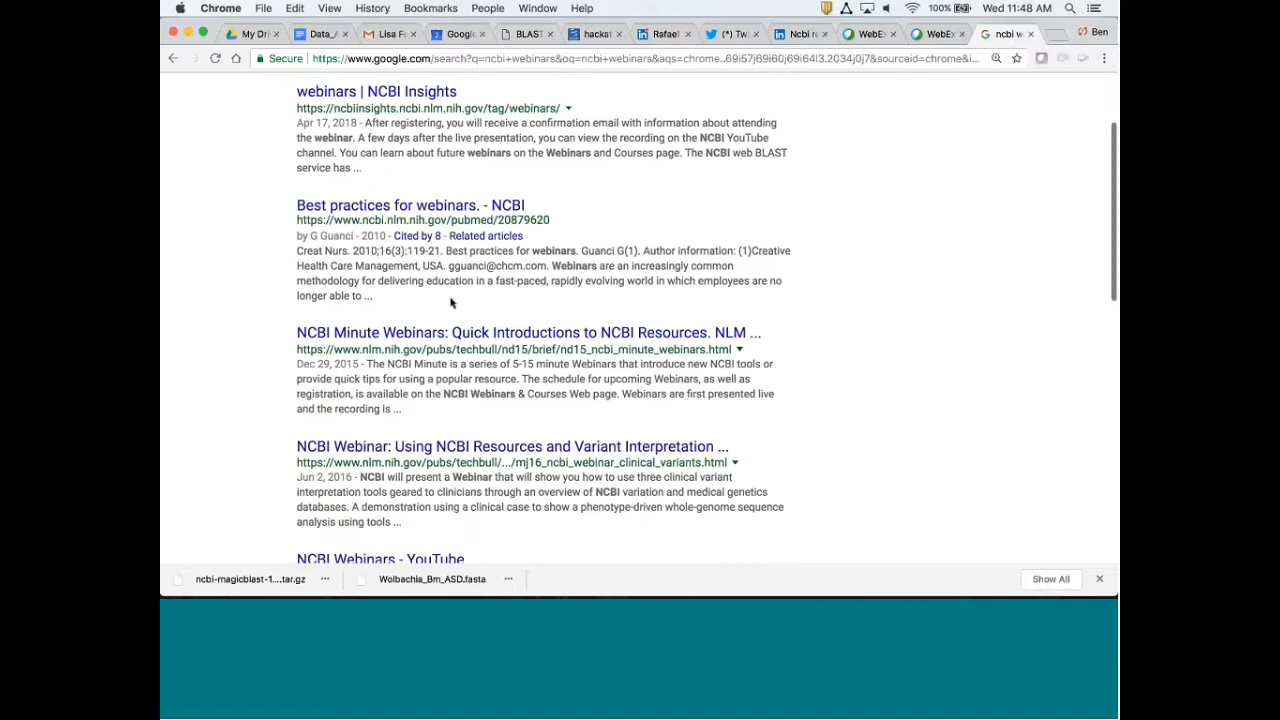 Chrome File Edit View History Bookmarks People Window Help 100% Wed 11:48 AM
My Dri Data_/ Lisa F Googl BLAST hackat Rafael (*) Tw Ncbi r WebE WebEx ncbi w Ben
Secure https://www.google.com/search?q=ncbi+webinars&oq=ncbi+webinars&aqs=chrome..69i57j69i60j69i64l3.2034j0j7&sourceid=chrome&i...
webinars | NCBI Insights
https://ncbiinsights.ncbi.nlm.nih.gov/tag/webinars/
Apr 17, 2018 - After registering, you will receive a confirmation email with information about attending
the webinar. A few days after the live presentation, you can view the recording on the NCBI YouTube
channel. You can learn about future webinars on the Webinars and Courses page. The NCBI web BLAST
service has ...
Best practices for webinars. - NCBI
https://www.ncbi.nlm.nih.gov/pubmed/20879620
by G Guanci - 2010 - Cited by 8 - Related articles
Creat Nurs. 2010;16(3):119-21. Best practices for webinars. Guanci G(1). Author information: (1)Creative
Health Care Management, USA. gguanci@chcm.com. Webinars are an increasingly common
methodology for delivering education in a fast-paced, rapidly evolving world in which employees are no
longer able to ...
NCBI Minute Webinars: Quick Introductions to NCBI Resources. NLM ...
https://www.nlm.nih.gov/pubs/techbull/nd15/brief/nd15_ncbi_minute_webinars.html
Dec 29, 2015 - The NCBI Minute is a series of 5-15 minute Webinars that introduce new NCBI tools or
provide quick tips for using a popular resource. The schedule for upcoming Webinars, as well as
registration, is available on the NCBI Webinars & Courses Web page. Webinars are first presented live
and the recording is ...
NCBI Webinar: Using NCBI Resources and Variant Interpretation ...
https://www.nlm.nih.gov/pubs/techbull/.../mj16_ncbi_webinar_clinical_variants.html
Jun 2, 2016 - NCBI will present a Webinar that will show you how to use three clinical variant
interpretation tools geared to clinicians through an overview of NCBI variation and medical genetics
databases. A demonstration using a clinical case to show a phenotype-driven whole-genome sequence
analysis using tools ...
NCBI Webinars - YouTube
ncbi-magicblast-1....tar.gz Wolbachia_Bm_ASD.fasta Show All